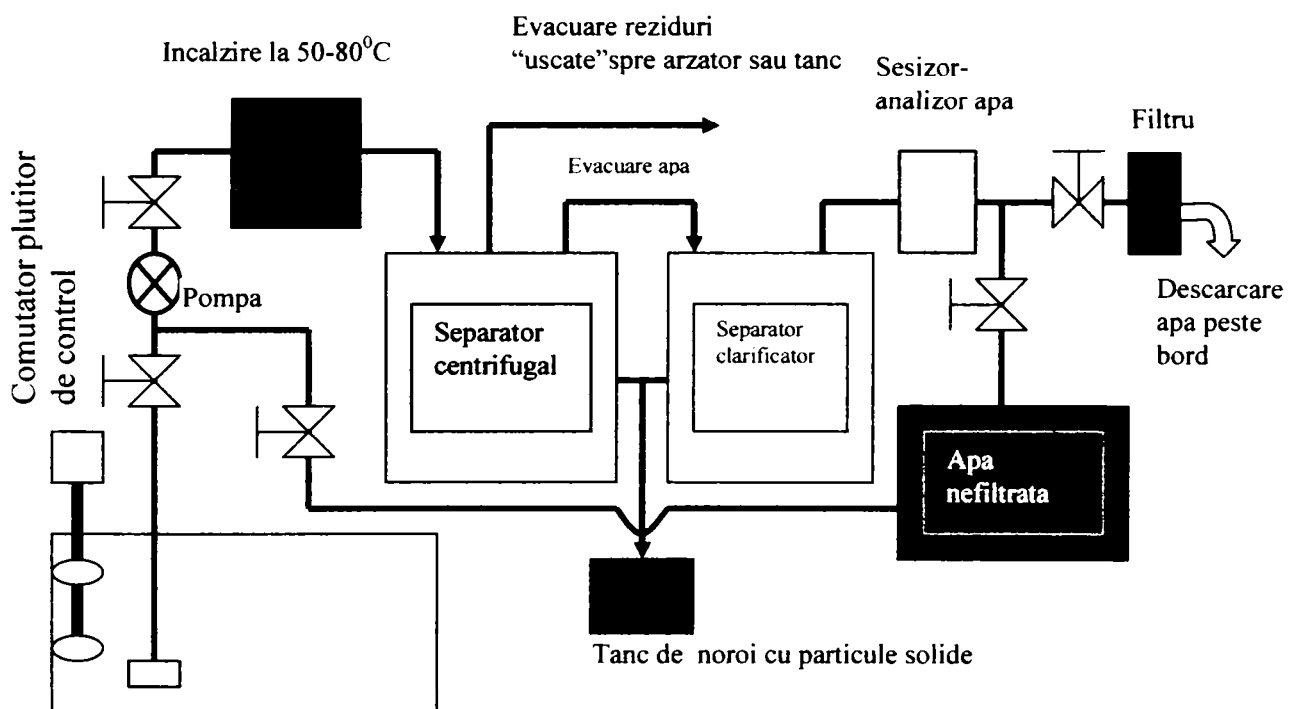 Evacuare reziduri
“uscate”spre arzator sau tanc
Incalzire la 50-80⁰C
Sesizor-
analizor apa
Filtru
Evacuare apa
Comutator plutitor
de control
Pompa
Separator
centrifugal
Separator
clarificator
Descarcare
apa peste
bord
Apa
nefiltrata
Tanc de noroi cu particule solide